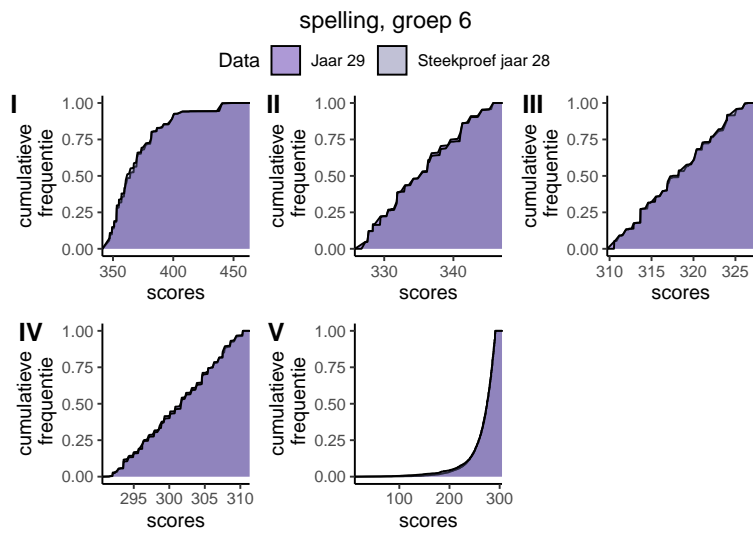 spelling, groep 6
Data Jaar 29 Steekproef jaar 28
I
1.00
0.75
0.50
0.25
0.00
cumulatieve
frequentie
350 400 450
scores
II
1.00
0.75
0.50
0.25
0.00
cumulatieve
frequentie
330 340
scores
III
1.00
0.75
0.50
0.25
0.00
cumulatieve
frequentie
310 315 320 325
scores
IV
1.00
0.75
0.50
0.25
0.00
cumulatieve
frequentie
295 300 305 310
scores
V
1.00
0.75
0.50
0.25
0.00
cumulatieve
frequentie
100 200 300
scores